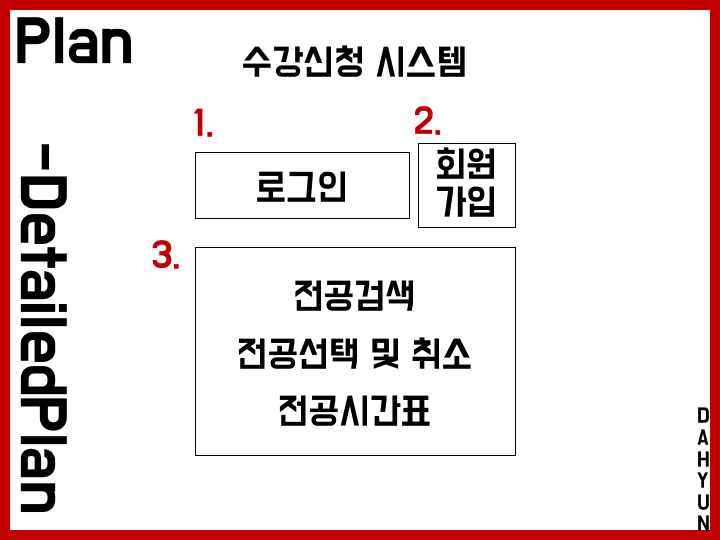 Plan
-DetailedPlan
수강신청 시스템
1.
로그인
2.
회원
가입
3.
전공검색
전공선택 및 취소
전공시간표
DAHYUN